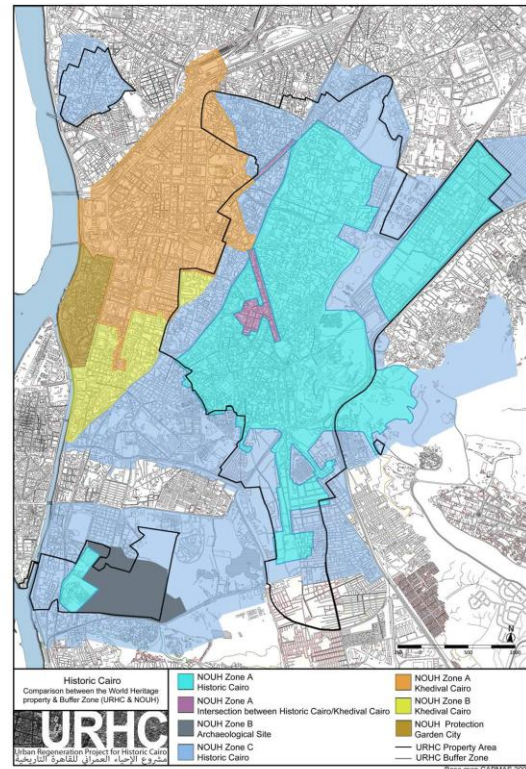 Historic Cairo
Comparison between the World Heritage
property & Buffer Zone (URHC & NOUH)
URHC
Urban Regeneration Project for Historic Cairo
مشروع الإحياء العمراني للقاهرة التاريخية
NOUH Zone A
Historic Cairo
NOUH Zone A
Intersection between Historic Cairo/Khedival Cairo
NOUH Zone B
Archaeological Site
NOUH Zone C
Historic Cairo
NOUH Zone A
Khedival Cairo
NOUH Zone B
Khedival Cairo
NOUH Protection
Garden City
URHC Property Area
URHC Buffer Zone